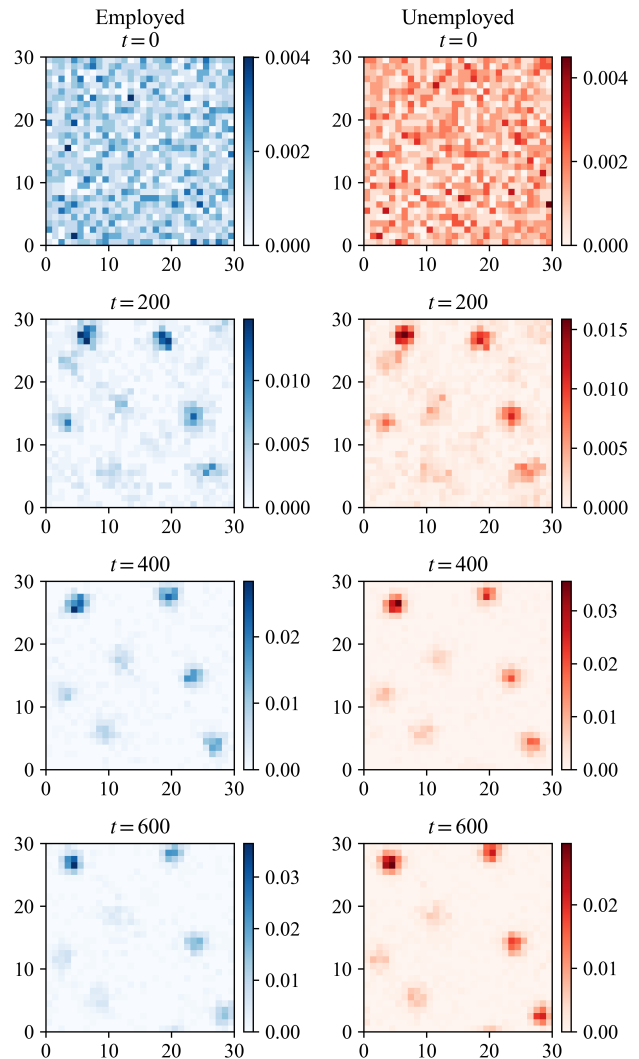 Employed Unemployed
t = 0 t = 0
30 0.004 30
0.004
20 20
0.002
0.002
10 10
0 0.000 0 0.000
0 10 20 30 0 10 20 30
t = 200 t = 200
30 30 0.015
20 0.010 20 0.010
10 0.005 10 0.005
0 0.000 0 0.000
0 10 20 30 0 10 20 30
t = 400 t = 400
30 30
0.03
20 0.02 20
0.02
10 0.01 10 0.01
0 0.00 0 0.00
0 10 20 30 0 10 20 30
t = 600 t = 600
30 30
0.03
20 20 0.02
0.02
10 0.01 10 0.01
0 0.00 0 0.00
0 10 20 30 0 10 20 30